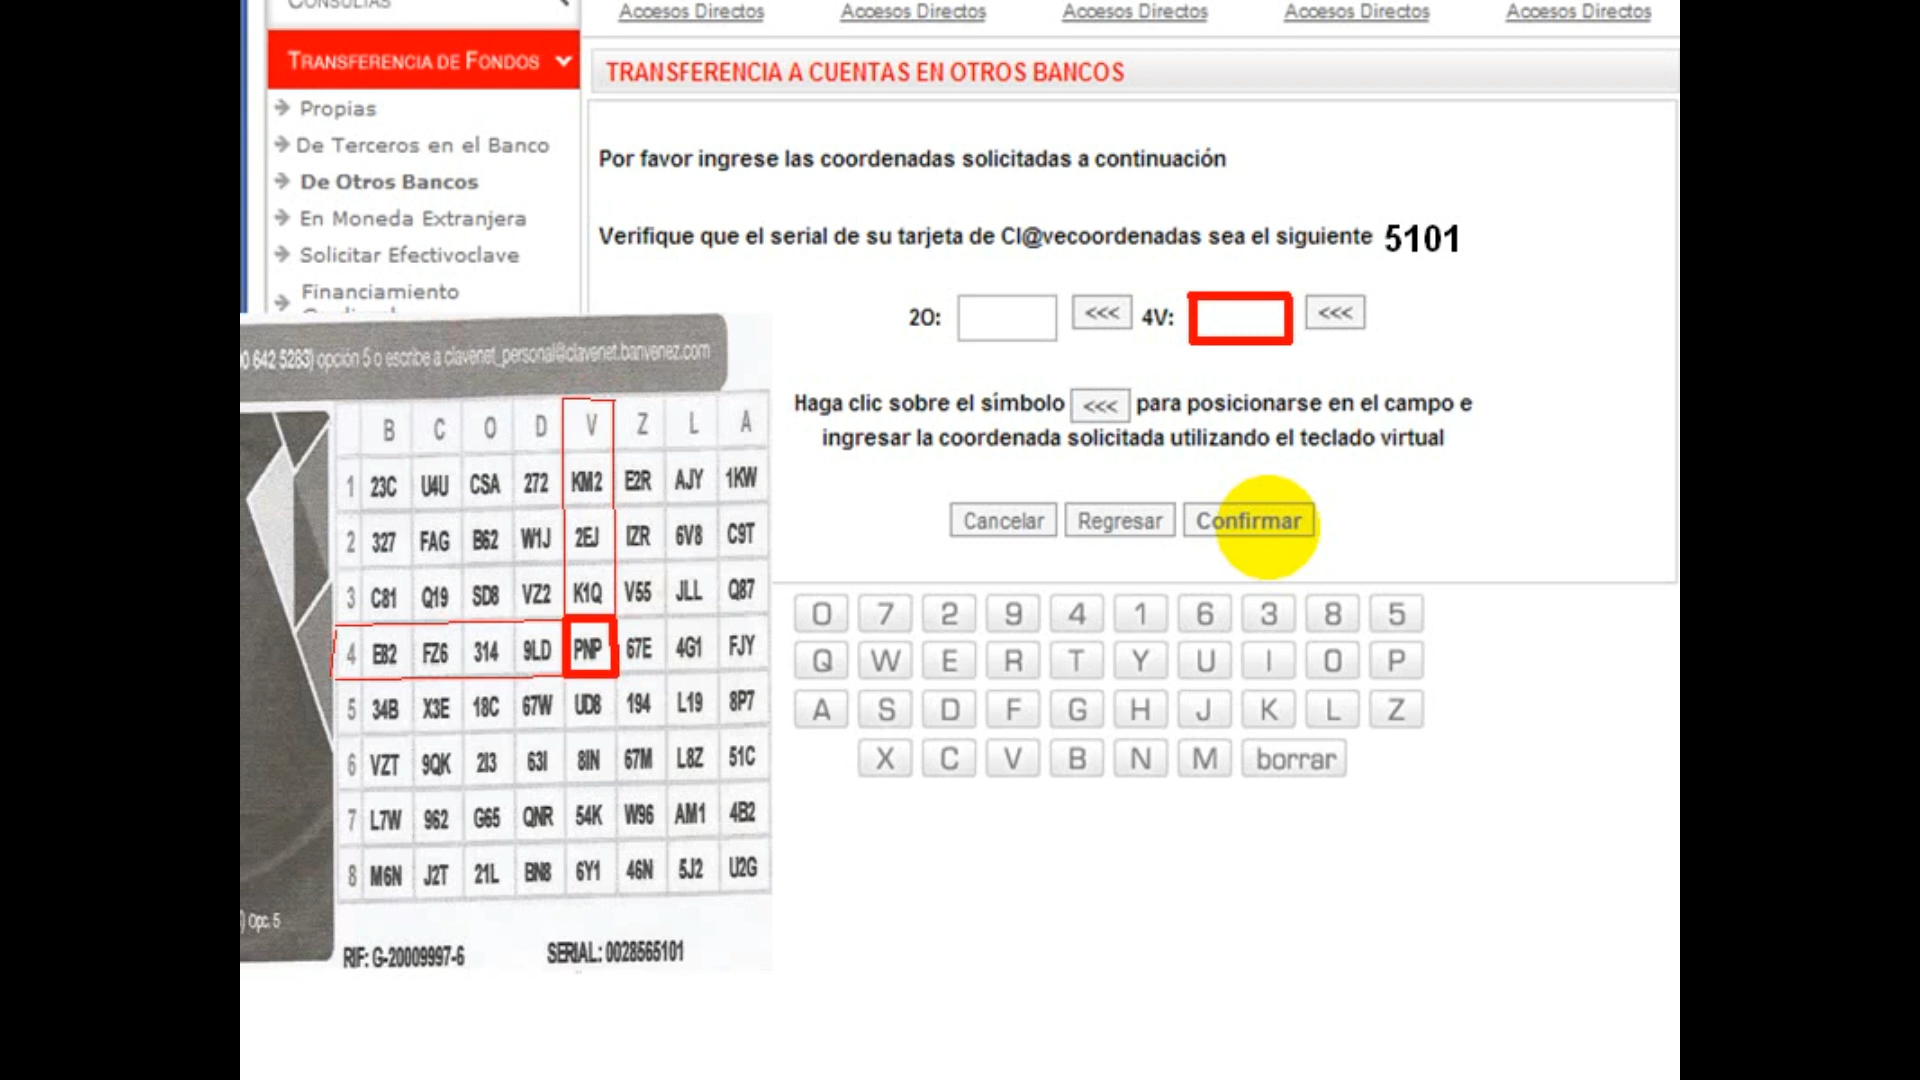 CONSULTAS
Accesos Directos Accesos Directos Accesos Directos Accesos Directos Accesos Directos
TRANSFERENCIA DE FONDOS
Propias
De Terceros en el Banco
De Otros Bancos
En Moneda Extranjera
Solicitar Efectivoclave
Financiamiento
TRANSFERENCIA A CUENTAS EN OTROS BANCOS
Por favor ingrese las coordenadas solicitadas a continuación
Verifique que el serial de su tarjeta de Cl@vecoordenadas sea el siguiente 5101
2O: <<< 4V: <<<
Haga clic sobre el símbolo <<< para posicionarse en el campo e
ingresar la coordenada solicitada utilizando el teclado virtual
Cancelar Regresar Confirmar
0 7 2 9 4 1 6 3 8 5
Q W E R T Y U I O P
A S D F G H J K L Z
X C V B N M borrar
642 5283) opción 5 o escribe a clavenet_personal@clavenet.banvenez.com
B C O D V Z L A
1 23C U4U CSA 272 KM2 E2R AJY 1KW
2 327 FAG B62 W1J 2EJ IZR 6V8 C9T
3 C81 Q19 SD8 VZ2 K1Q V55 JLL Q87
4 E82 FZ6 314 9LD PNP 67E 4G1 FJY
5 34B X3E 18C 67W UD8 194 L19 8P7
6 VZT 9QK 2I3 63I 8IN 67M L8Z 51C
7 L7W 962 G65 QNR 54K W96 AM1 4B2
8 M6N J2T 21L BN8 6Y1 46N 5J2 U2G
) Opc. 5
RIF: G-20009997-6 SERIAL: 0028565101